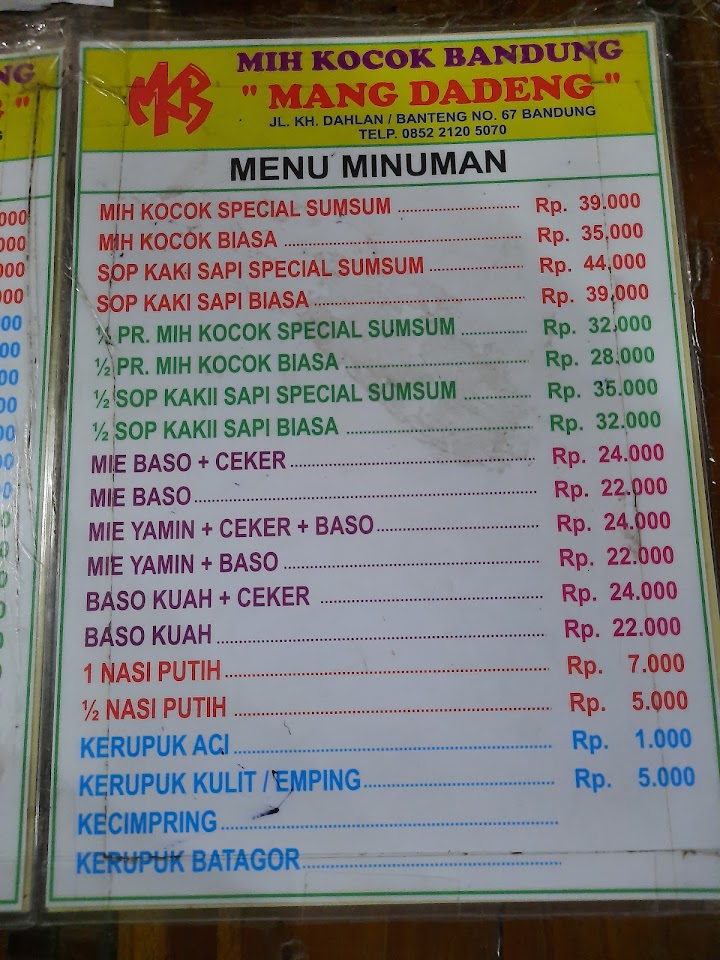 MKB
MIH KOCOK BANDUNG
" MANG DADENG "
JL. KH. DAHLAN / BANTENG NO. 67 BANDUNG
TELP. 0852 2120 5070
MENU MINUMAN
MIH KOCOK SPECIAL SUMSUM Rp. 39.000
MIH KOCOK BIASA Rp. 35,000
SOP KAKI SAPI SPECIAL SUMSUM Rp. 44,000
SOP KAKI SAPI BIASA Rp. 39,000
½ PR. MIH KOCOK SPECIAL SUMSUM Rp. 32.000
½ PR. MIH KOCOK BIASA Rp. 28.000
½ SOP KAKII SAPI SPECIAL SUMSUM Rp. 35.000
½ SOP KAKII SAPI BIASA Rp. 32.000
MIE BASO + CEKER Rp. 24.000
MIE BASO Rp. 22.000
MIE YAMIN + CEKER + BASO Rp. 24.000
MIE YAMIN + BASO Rp. 22.000
BASO KUAH + CEKER Rp. 24.000
BASO KUAH Rp. 22.000
1 NASI PUTIH Rp. 7.000
½ NASI PUTIH Rp. 5.000
KERUPUK ACI Rp. 1.000
KERUPUK KULIT / EMPING Rp. 5.000
KECIMPRING
KERUPUK BATAGOR